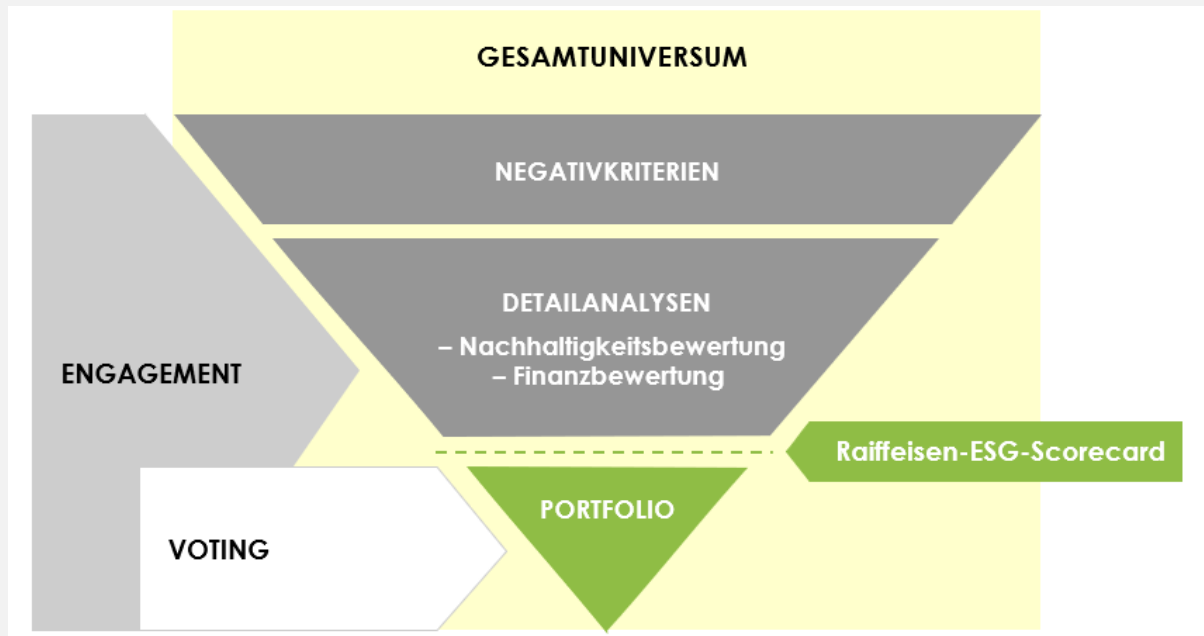 GESAMTUNIVERSUM
NEGATIVKRITERIEN
DETAILANALYSEN
– Nachhaltigkeitsbewertung
– Finanzbewertung
ENGAGEMENT
Raiffeisen-ESG-Scorecard
PORTFOLIO
VOTING